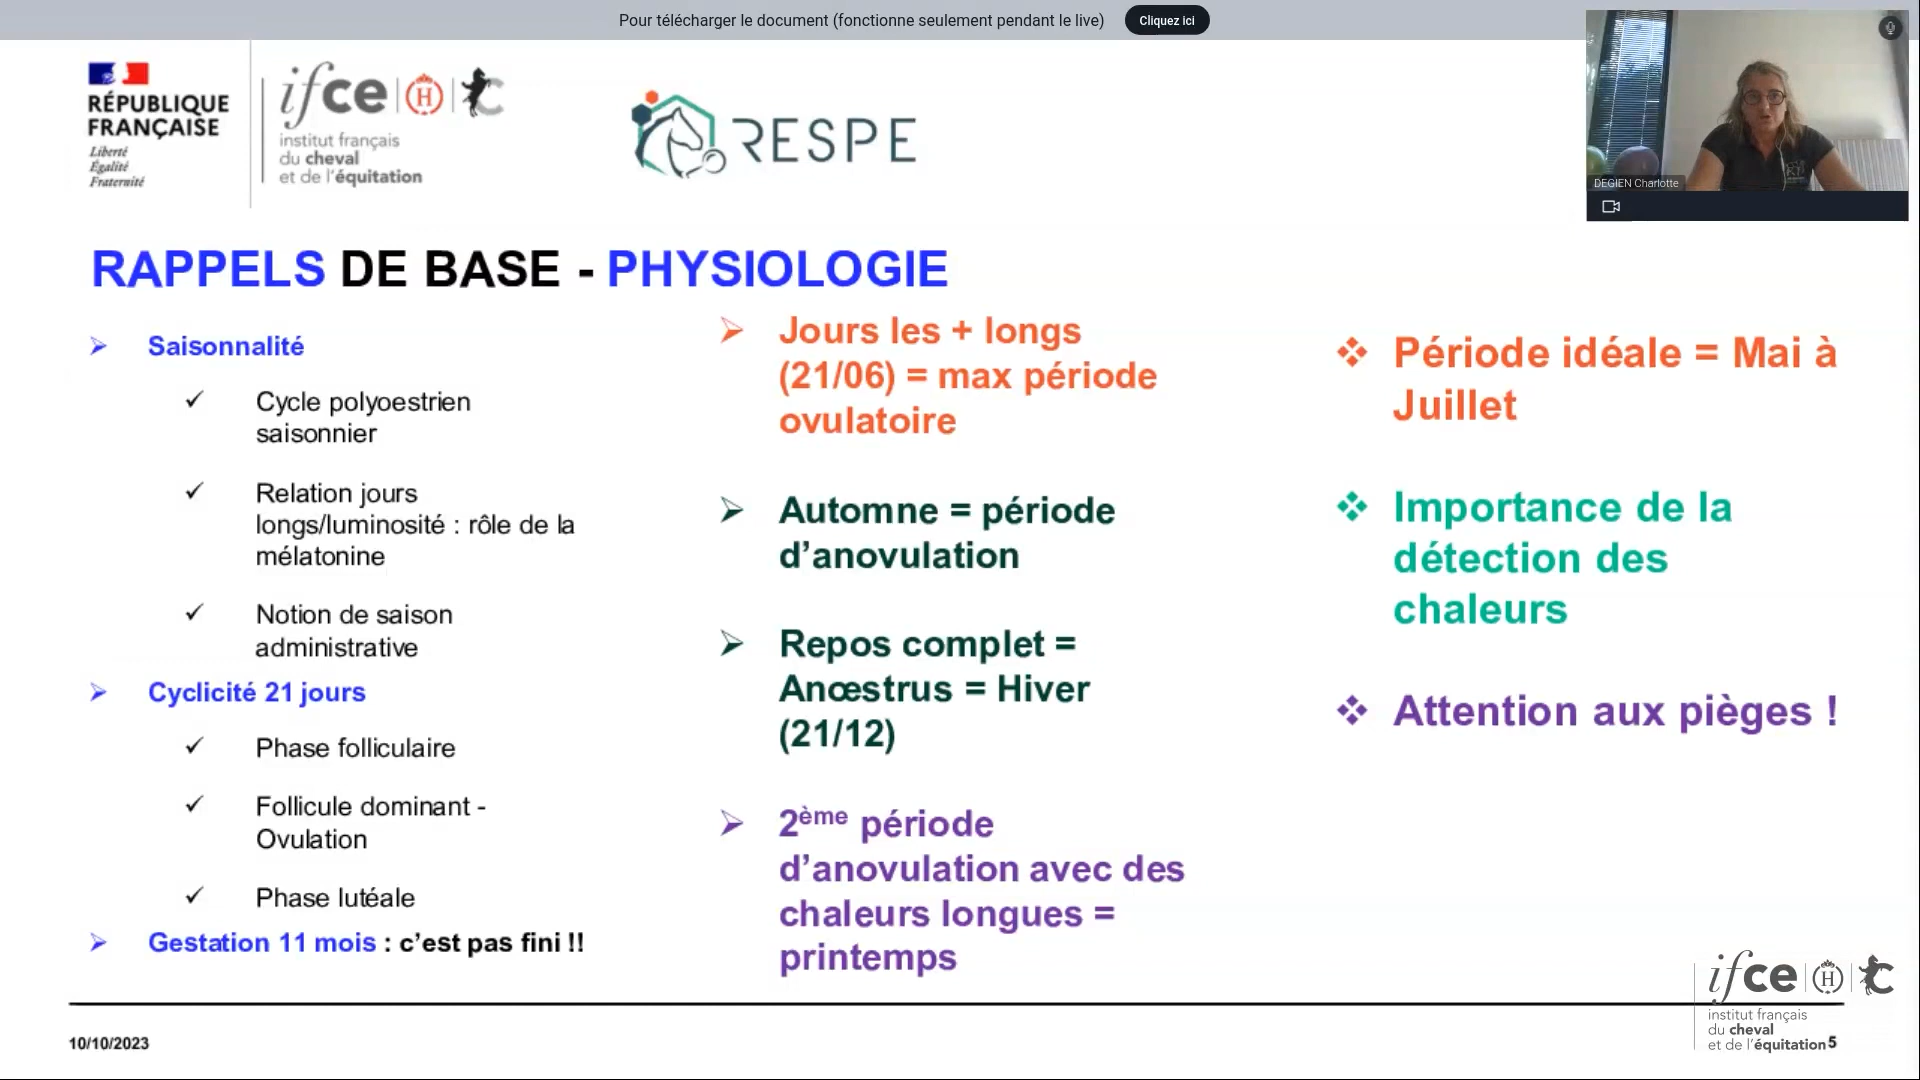 Pour télécharger le document (fonctionne seulement pendant le live)
Cliquez ici
RÉPUBLIQUE
FRANÇAISE
Liberté
Égalité
Fraternité
ifce
H
institut français
du cheval
et de l'équitation
RESPE
DEGIEN Charlotte
RAPPELS DE BASE - PHYSIOLOGIE
Saisonnalité
Cycle polyoestrien
saisonnier
Relation jours
longs/luminosité : rôle de la
mélatonine
Notion de saison
administrative
Cyclicité 21 jours
Phase folliculaire
Follicule dominant -
Ovulation
Phase lutéale
Gestation 11 mois : c'est pas fini !!
Jours les + longs
(21/06) = max période
ovulatoire
Automne = période
d'anovulation
Repos complet =
Anœstrus = Hiver
(21/12)
2ème période
d'anovulation avec des
chaleurs longues =
printemps
Période idéale = Mai à
Juillet
Importance de la
détection des
chaleurs
Attention aux pièges !
ifce
H
institut français
du cheval
et de l'équitation
10/10/2023
5